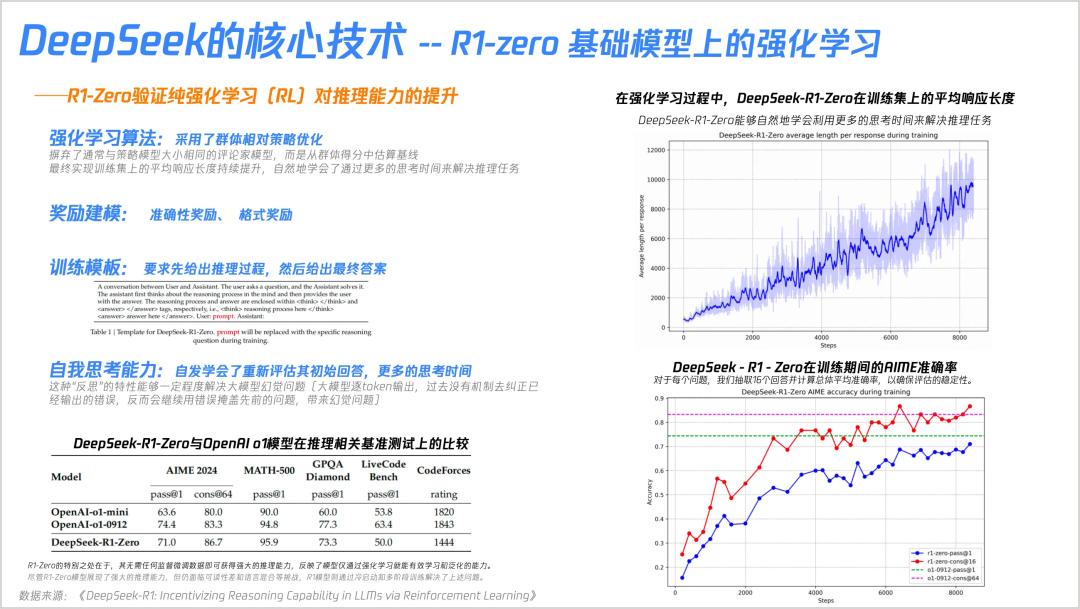 DeepSeek的核心技术 -- R1-zero 基础模型上的强化学习
——R1-Zero验证纯强化学习（RL）对推理能力的提升
强化学习算法： 采用了群体相对策略优化
摒弃了通常与策略模型大小相同的评论家模型，而是从群体得分中估算基线
最终实现训练集上的平均响应长度持续提升，自然地学会了通过更多的思考时间来解决推理任务
奖励建模： 准确性奖励、 格式奖励
训练模板： 要求先给出推理过程，然后给出最终答案
A conversation between User and Assistant. The user asks a question, and the Assistant solves it.
The assistant first thinks about the reasoning process in the mind and then provides the user
with the answer. The reasoning process and answer are enclosed within <think> </think> and
<answer> </answer> tags, respectively, i.e., <think> reasoning process here </think>
<answer> answer here </answer>. User: prompt. Assistant:
Table 1 | Template for DeepSeek-R1-Zero. prompt will be replaced with the specific reasoning
question during training.
自我思考能力： 自发学会了重新评估其初始回答，更多的思考时间
这种“反思”的特性能够一定程度解决大模型幻觉问题［大模型逐token输出，过去没有机制去纠正已
经输出的错误，反而会继续用错误掩盖先前的问题，带来幻觉问题］
DeepSeek-R1-Zero与OpenAI o1模型在推理相关基准测试上的比较
Model AIME 2024 MATH-500 GPQA Diamond LiveCode Bench CodeForces
pass@1 cons@64 pass@1 pass@1 pass@1 rating
OpenAI-o1-mini 63.6 80.0 90.0 60.0 53.8 1820
OpenAI-o1-0912 74.4 83.3 94.8 77.3 63.4 1843
DeepSeek-R1-Zero 71.0 86.7 95.9 73.3 50.0 1444
R1-Zero的特别之处在于，其无需任何监督微调数据即可获得强大的推理能力，反映了模型仅通过强化学习就能有效学习和泛化的能力。
尽管R1-Zero模型展现了强大的推理能力，但仍面临可读性差和语言混合等挑战，R1模型则通过冷启动和多阶段训练解决了上述问题。
数据来源：《DeepSeek-R1: Incentivizing Reasoning Capability in LLMs via Reinforcement Learning》
在强化学习过程中，DeepSeek-R1-Zero在训练集上的平均响应长度
DeepSeek-R1-Zero能够自然地学会利用更多的思考时间来解决推理任务
DeepSeek-R1-Zero average length per response during training
Average length per response
12000
10000
8000
6000
4000
2000
0
0 2000 4000 6000 8000
Steps
DeepSeek - R1 - Zero在训练期间的AIME准确率
对于每个问题，我们抽取16个回答并计算总体平均准确率，以确保评估的稳定性。
DeepSeek-R1-Zero AIME accuracy during training
Accuracy
0.9
0.8
0.7
0.6
0.5
0.4
0.3
0.2
r1-zero-pass@1
r1-zero-cons@16
o1-0912-pass@1
o1-0912-cons@64
0 2000 4000 6000 8000
Steps